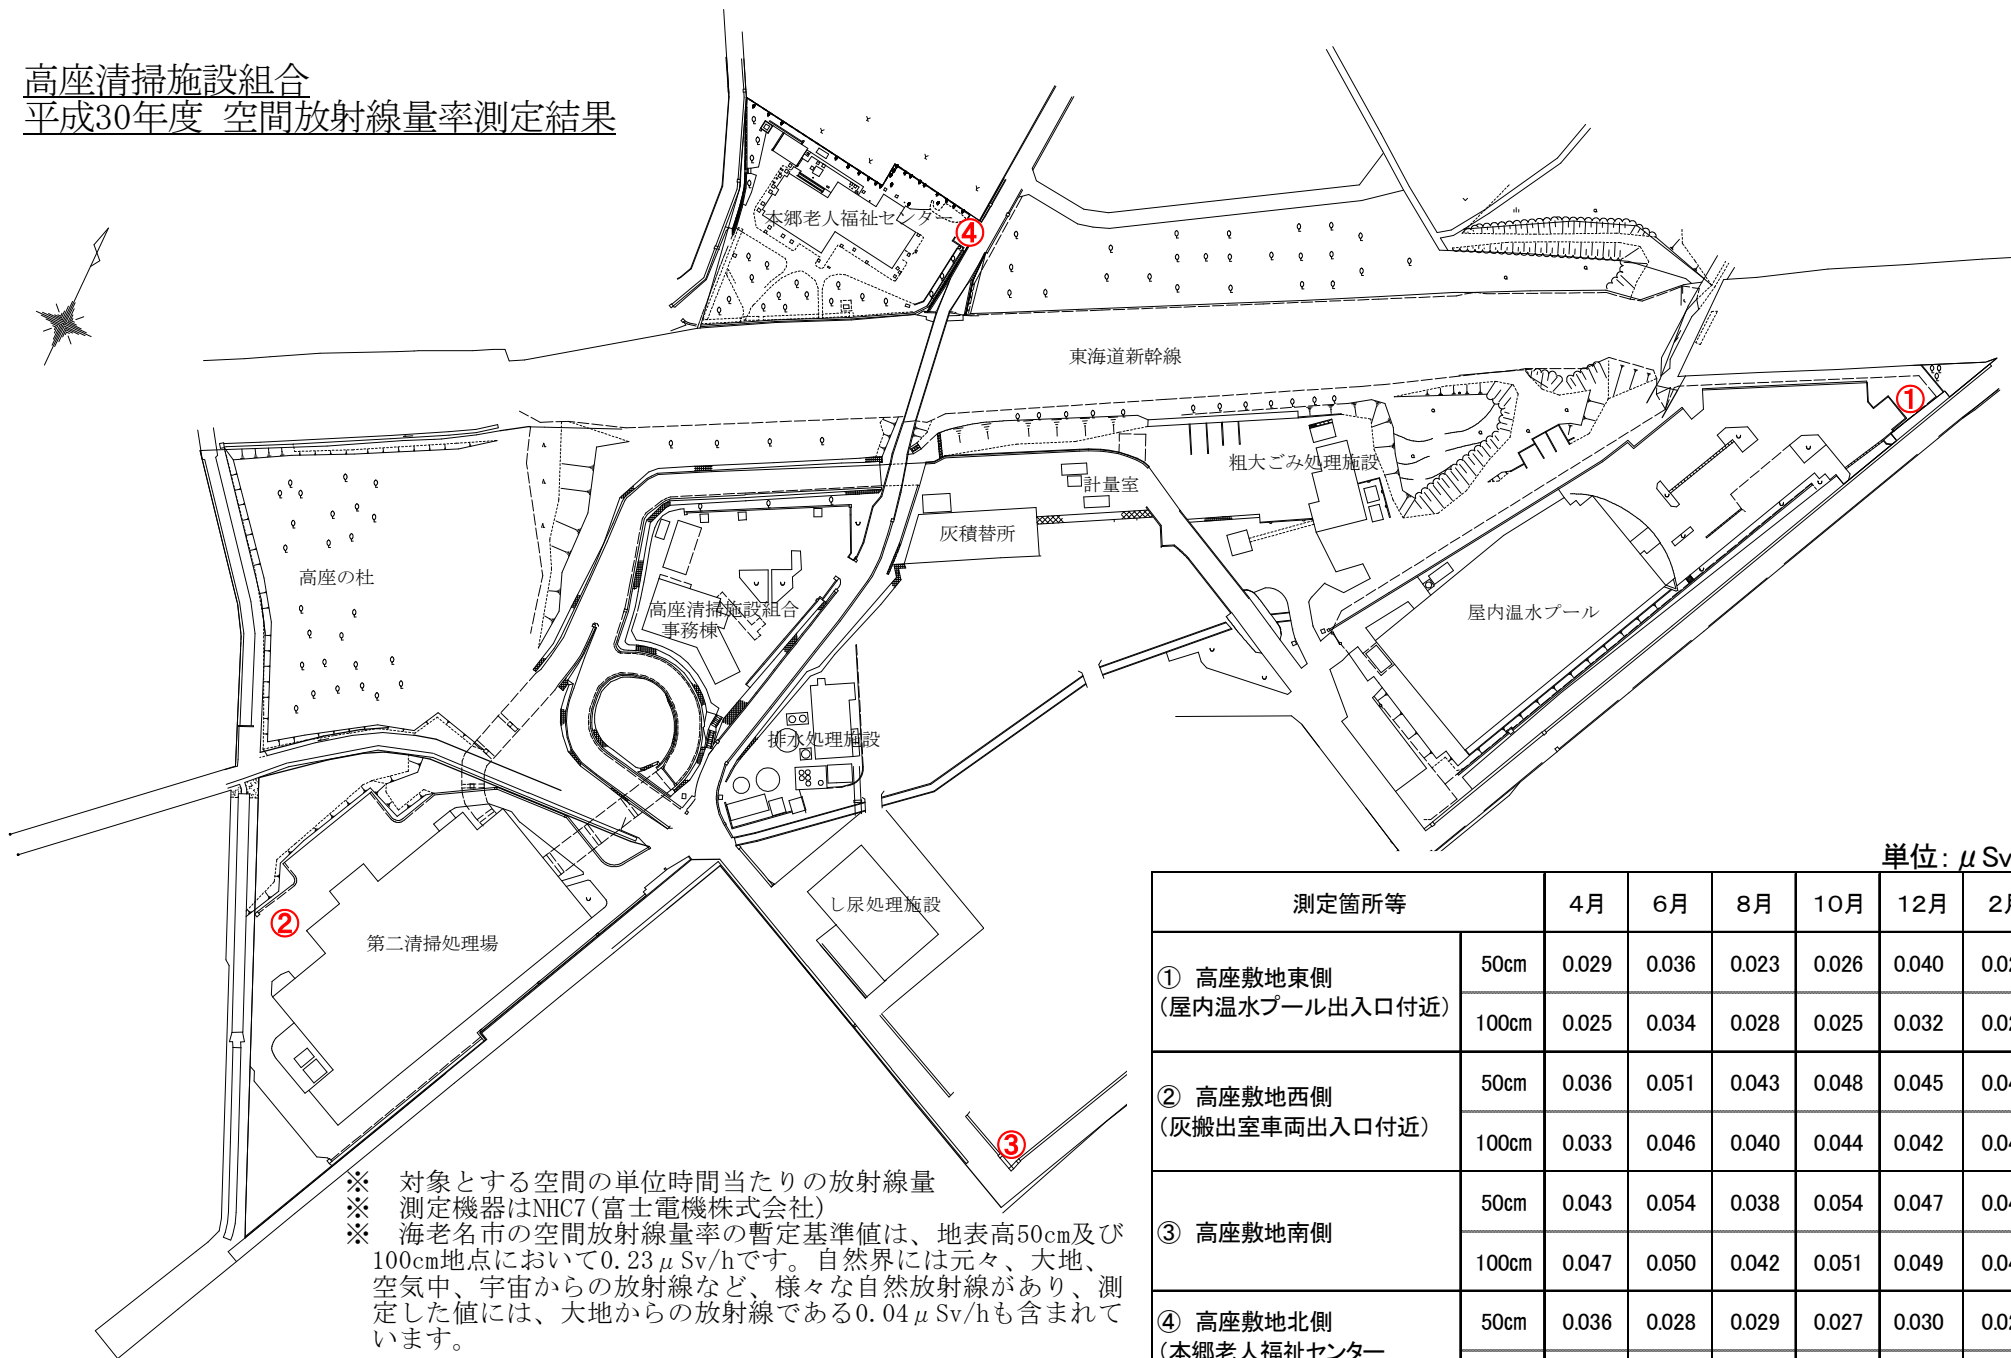 高座清掃施設組合
平成30年度 空間放射線量率測定結果
本郷老人福祉センター
④
東海道新幹線
①
粗大ごみ処理施設
計量室
灰積替所
高座の杜
高座清掃施設組合
事務棟
屋内温水プール
排水処理施設
し尿処理施設
②
第二清掃処理場
③
※ 対象とする空間の単位時間当たりの放射線量
※ 測定機器はNHC7(富士電機株式会社)
※ 海老名市の空間放射線量率の暫定基準値は、地表高50cm及び
100cm地点において0.23μSv/hです。自然界には元々、大地、
空気中、宇宙からの放射線など、様々な自然放射線があり、測
定した値には、大地からの放射線である0.04μSv/hも含まれて
います。
単位:μSv
測定箇所等 4月 6月 8月 10月 12月 2月
① 高座敷地東側
(屋内温水プール出入口付近)
50cm 0.029 0.036 0.023 0.026 0.040
100cm 0.025 0.034 0.028 0.025 0.032
② 高座敷地西側
(灰搬出室車両出入口付近)
50cm 0.036 0.051 0.043 0.048 0.045
100cm 0.033 0.046 0.040 0.044 0.042
③ 高座敷地南側
50cm 0.043 0.054 0.038 0.054 0.047
100cm 0.047 0.050 0.042 0.051 0.049
④ 高座敷地北側
(本郷老人福祉センター
50cm 0.036 0.028 0.029 0.027 0.030